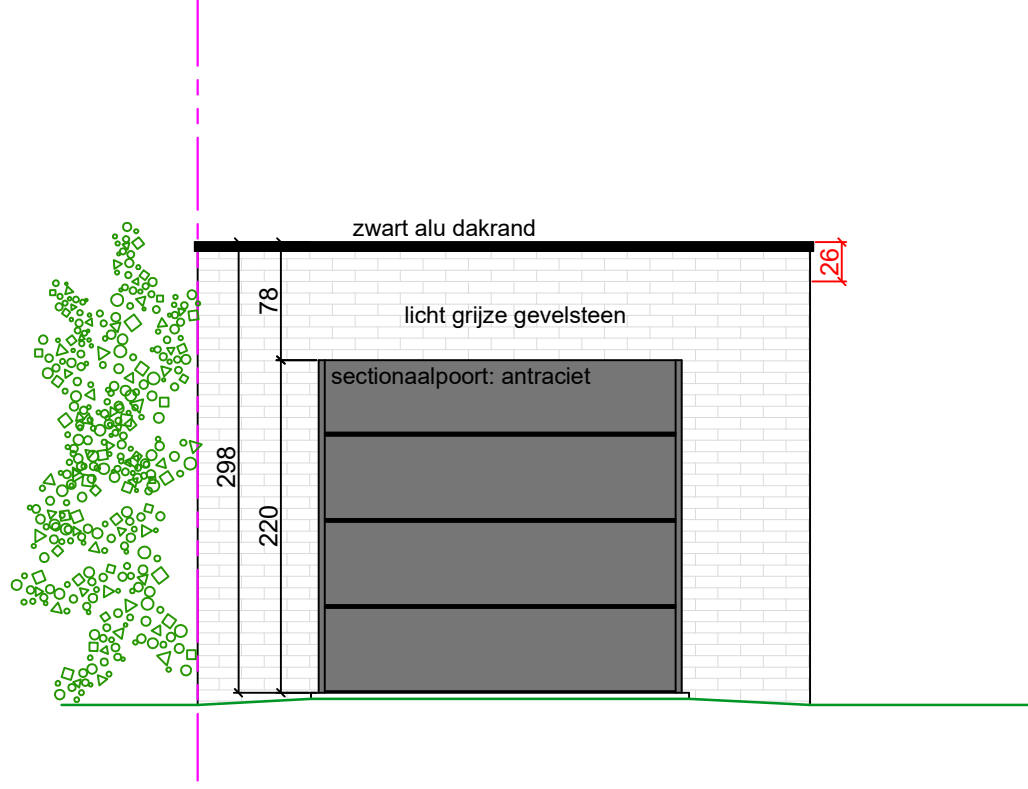 zwart alu dakrand
26
78
licht grijze gevelsteen
sectionaalpoort: antraciet
298
220